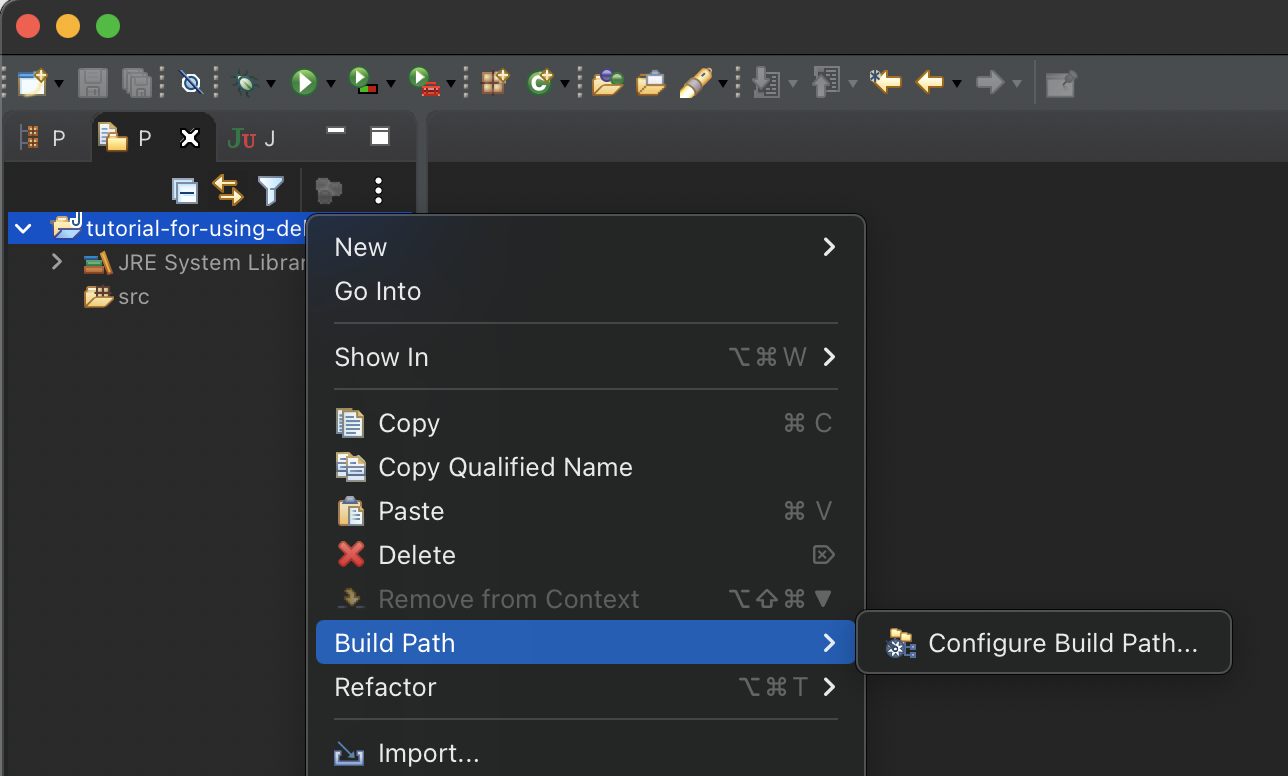 P
P
Ju J
tutorial-for-using-del
JRE System Librar
src
New
Go Into
Show In ⌥⌘W
Copy ⌘ C
Copy Qualified Name
Paste ⌘ V
Delete ⌦
Remove from Context ⌥⇧⌘▼
Build Path
Configure Build Path...
Refactor ⌥⌘T
Import...